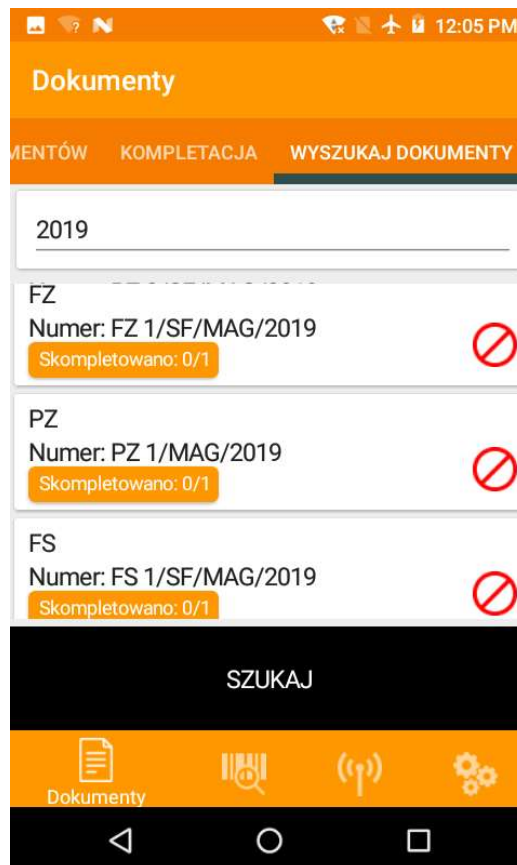 12:05 PM
Dokumenty
MENTÓW KOMPLETACJA WYSZUKAJ DOKUMENTY
2019
FZ
Numer: FZ 1/SF/MAG/2019
Skompletowano: 0/1
PZ
Numer: PZ 1/MAG/2019
Skompletowano: 0/1
FS
Numer: FS 1/SF/MAG/2019
Skompletowano: 0/1
SZUKAJ
Dokumenty